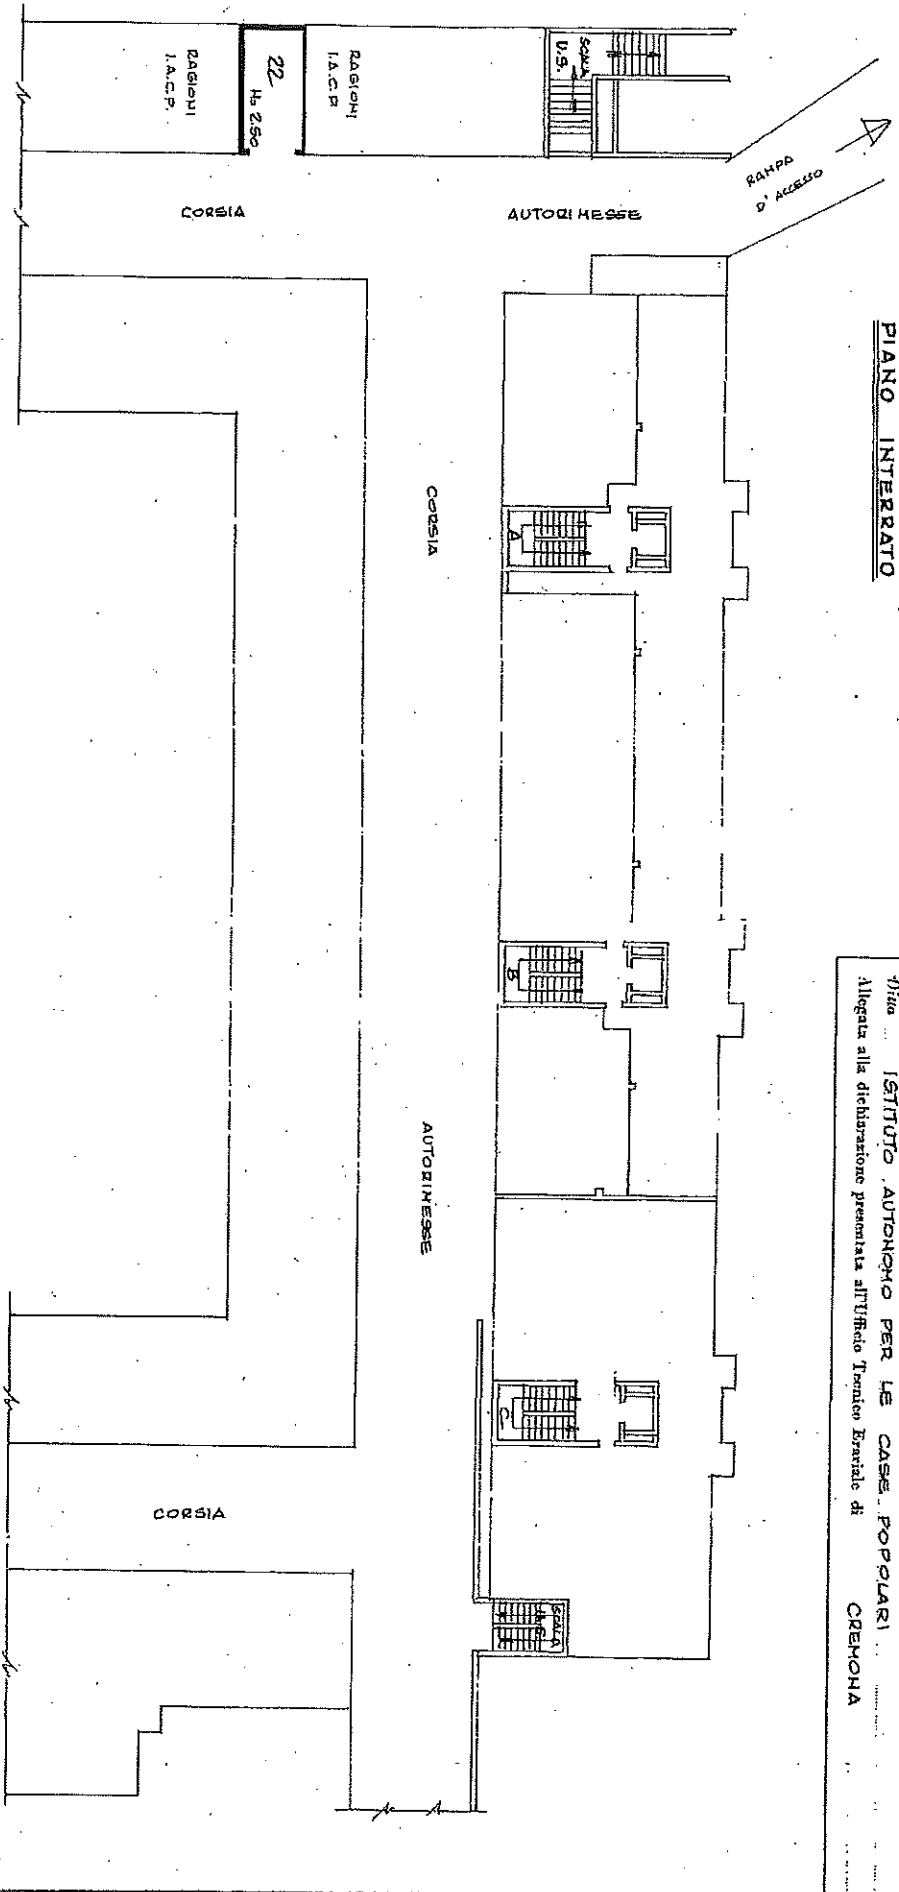 Ditta ... ISTITUTO AUTONOMO PER LE CASE POPOLARI
Allegata alla dichiarazione presentata all'Ufficio Tecnico Erariale di CREMONA
PIANO INTERRATO
RAMPA
D'ACCESSO
SCALA
U.S.
RAGIONI
I.A.C.P.
22
H= 2.50
RAGIONI
I.A.C.P.
CORSIA
AUTORIMESSE
A
B
C
CORSIA
AUTORIMESSE
SCALA
U.S.
CORSIA